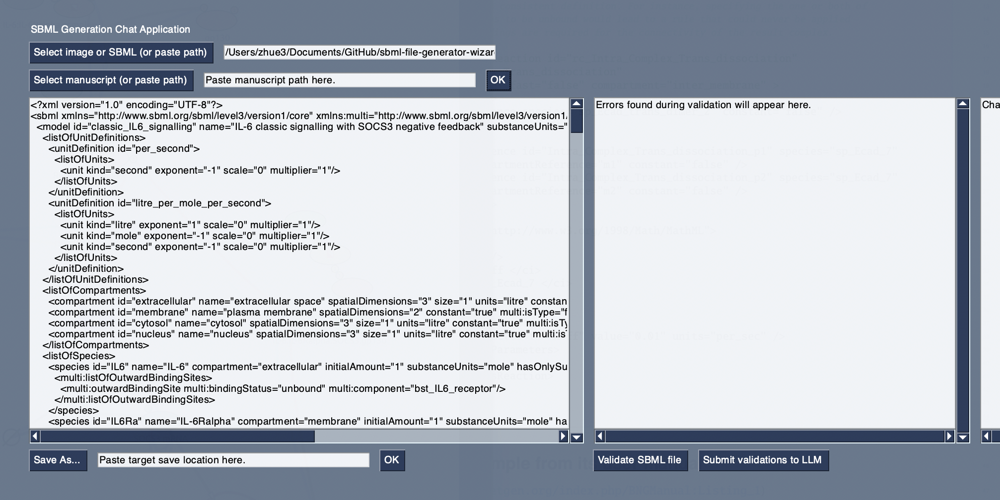 SBML Generation Chat Application
Select image or SBML (or paste path)
/Users/zhue3/Documents/GitHub/sbml-file-generator-wizar
Select manuscript (or paste path)
Paste manuscript path here.
OK
<?xml version="1.0" encoding="UTF-8"?>
<sbml xmlns="http://www.sbml.org/sbml/level3/version1/core" xmlns:multi="http://www.sbml.org/sbml/level3/version1/
<model id="classic_IL6_signalling" name="IL-6 classic signalling with SOCS3 negative feedback" substanceUnits="
<listOfUnitDefinitions>
<unitDefinition id="per_second">
<listOfUnits>
<unit kind="second" exponent="-1" scale="0" multiplier="1"/>
</listOfUnits>
</unitDefinition>
<unitDefinition id="litre_per_mole_per_second">
<listOfUnits>
<unit kind="litre" exponent="1" scale="0" multiplier="1"/>
<unit kind="mole" exponent="-1" scale="0" multiplier="1"/>
<unit kind="second" exponent="-1" scale="0" multiplier="1"/>
</listOfUnits>
</unitDefinition>
</listOfUnitDefinitions>
<listOfCompartments>
<compartment id="extracellular" name="extracellular space" spatialDimensions="3" size="1" units="litre" constan
<compartment id="membrane" name="plasma membrane" spatialDimensions="2" constant="true" multi:isType="f
<compartment id="cytosol" name="cytosol" spatialDimensions="3" size="1" units="litre" constant="true" multi:isTy
<compartment id="nucleus" name="nucleus" spatialDimensions="3" size="1" units="litre" constant="true" multi:is
</listOfCompartments>
<listOfSpecies>
<species id="IL6" name="IL-6" compartment="extracellular" initialAmount="1" substanceUnits="mole" hasOnlySu
<multi:listOfOutwardBindingSites>
<multi:outwardBindingSite multi:bindingStatus="unbound" multi:component="bst_IL6_receptor"/>
</multi:listOfOutwardBindingSites>
</species>
<species id="IL6Ra" name="IL-6Ralpha" compartment="membrane" initialAmount="1" substanceUnits="mole" ha
Errors found during validation will appear here.
Cha
Save As...
Paste target save location here.
OK
Validate SBML file
Submit validations to LLM